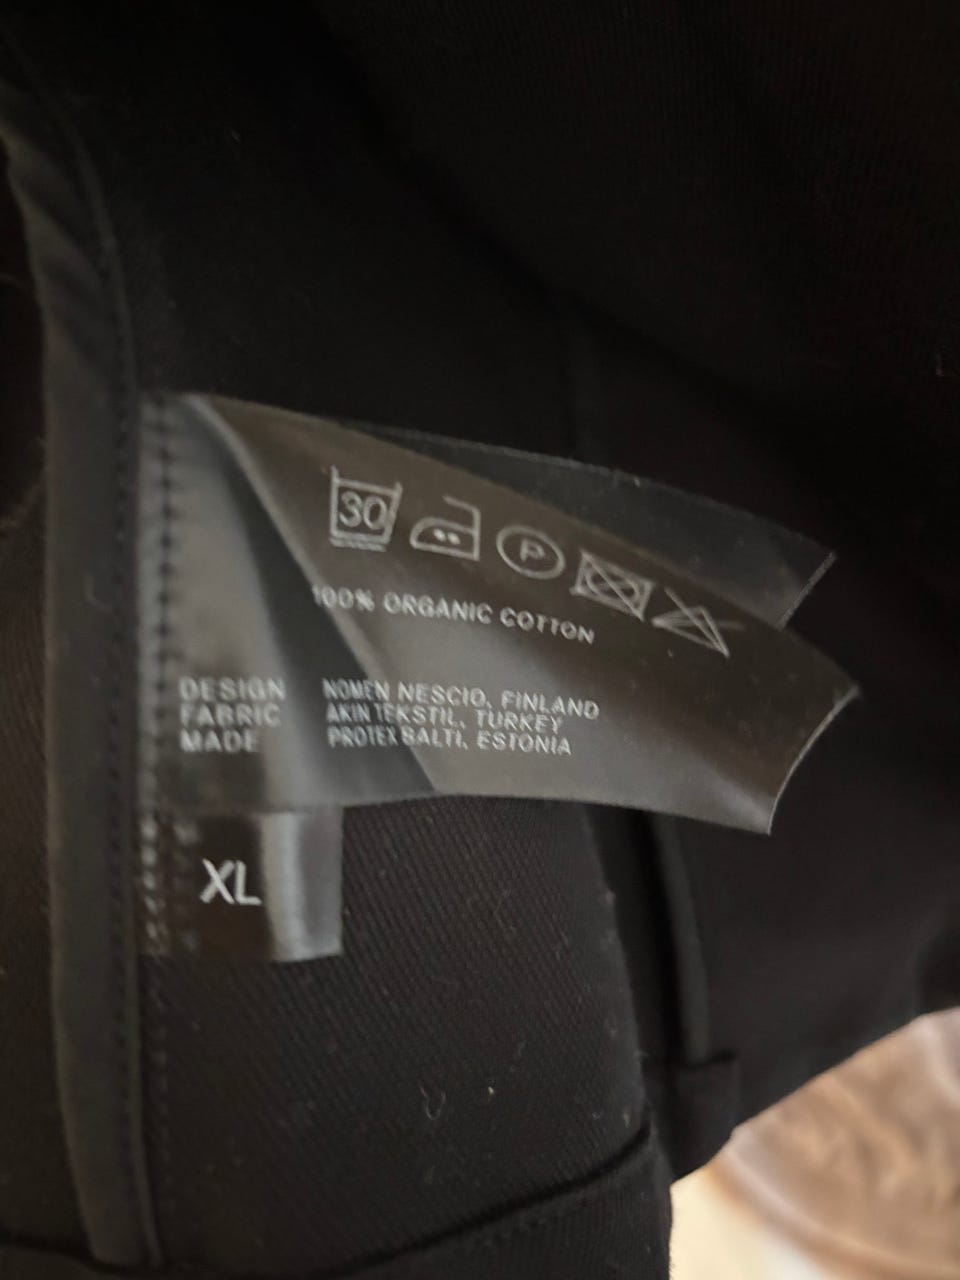 30
P
100% ORGANIC COTTON
DESIGN NOMEN NESCIO, FINLAND
FABRIC AKIN TEKSTIL, TURKEY
MADE PROTEX BALTI, ESTONIA
XL